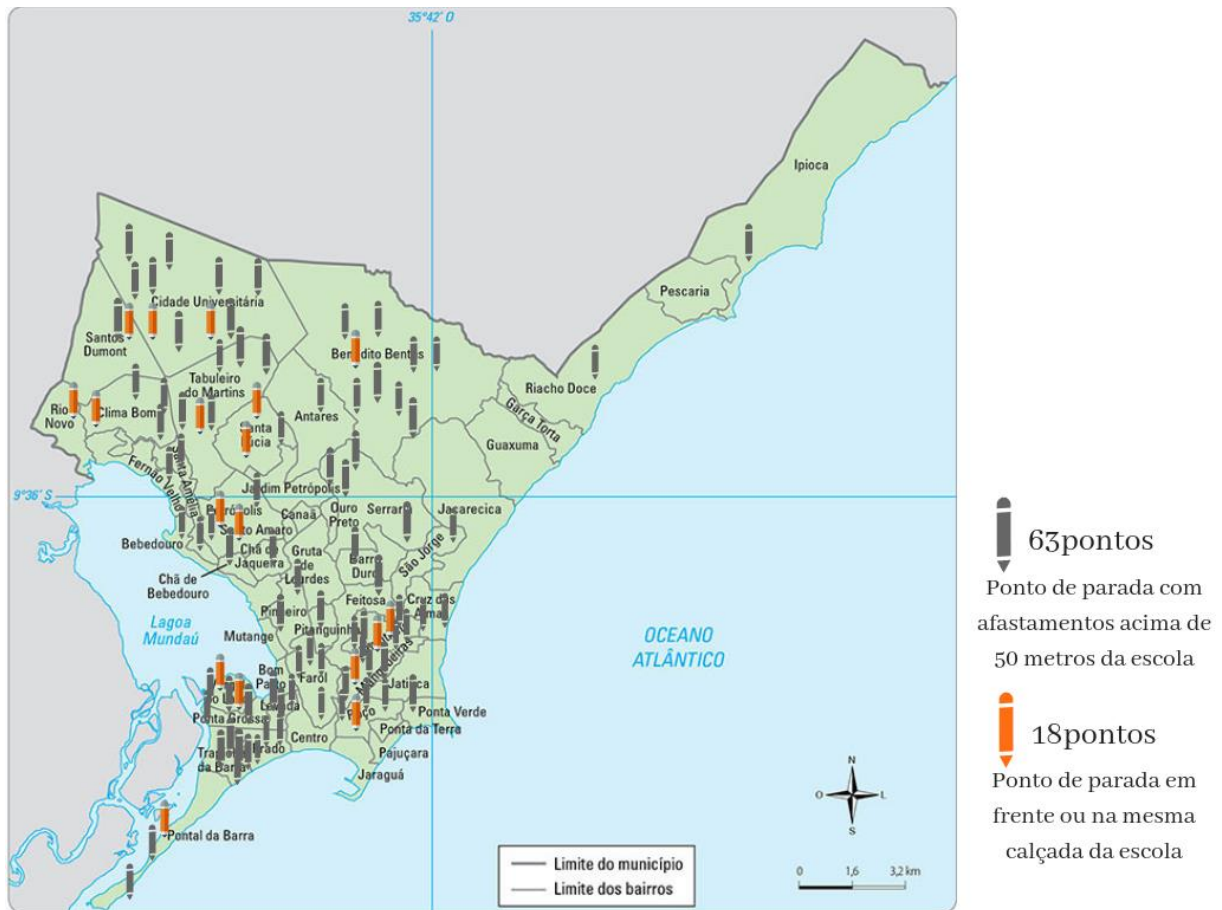 35°42' O
Ipioca
Pescaria
Cidade Universitária
Santos
Dumont
Benedito Bentes
Riacho Doce
Tabuleiro
do Martins
Rio
Novo
Clima Bom
Antares
Garça Torta
Guaxuma
Santa Amélia
Fernão Velho
9°36' S
Jardim Petrópolis
Canaã
Ouro
Preto
Serraria
Jacarecica
Santo Amaro
Bebedouro
Chã de
Jaqueira
Gruta
de
Lourdes
Barro
Duro
São Jorge
Chã de
Bebedouro
Pinheiro
Feitosa
Cruz das
Almas
Lagoa
Mundaú
Mutange
Pitanguinha
Mangabeiras
OCEANO
ATLÂNTICO
Bom
Parto
Farol
Jatiúca
Levada
Ponta Grossa
Poço
Ponta Verde
Centro
Ponta da Terra
Prado
da Barra
Pajuçara
Jaraguá
Pontal da Barra
N
O
L
S
Limite do município
Limite dos bairros
0 1,6 3,2 km
63pontos
Ponto de parada com
afastamentos acima de
50 metros da escola
18pontos
Ponto de parada em
frente ou na mesma
calçada da escola